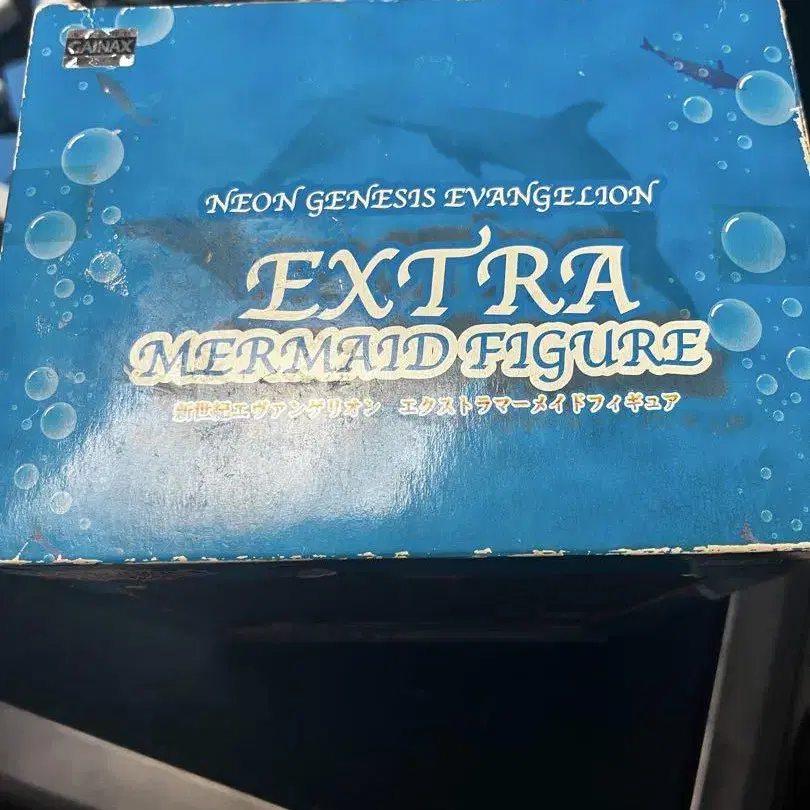 GAINAX
NEON GENESIS EVANGELION
EXTRA
MERMAID FIGURE
新世紀エヴァンゲリオン エクストラマーメイドフィギュア